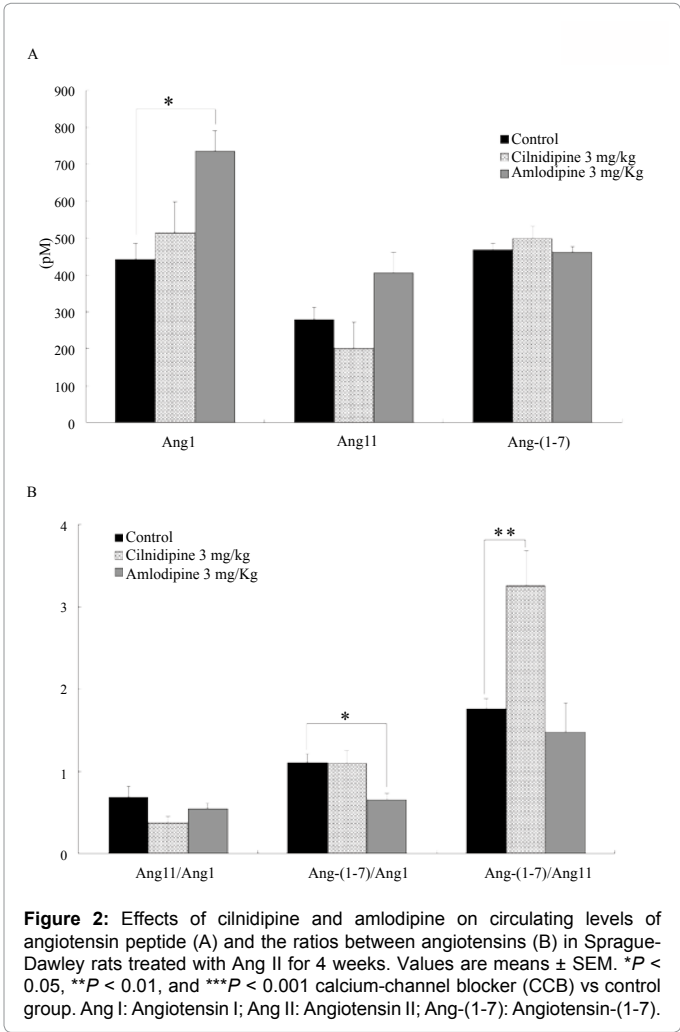 A
*
900
800
700
600
500
400
300
200
100
0
(pM)
Control
Cilnidipine 3 mg/kg
Amlodipine 3 mg/Kg
Ang1
Ang11
Ang-(1-7)
B
4
3
2
1
0
Control
Cilnidipine 3 mg/kg
Amlodipine 3 mg/Kg
*
**
Ang11/Ang1
Ang-(1-7)/Ang1
Ang-(1-7)/Ang11
Figure 2: Effects of cilnidipine and amlodipine on circulating levels of
angiotensin peptide (A) and the ratios between angiotensins (B) in Sprague-
Dawley rats treated with Ang II for 4 weeks. Values are means ± SEM. *P <
0.05, **P < 0.01, and ***P < 0.001 calcium-channel blocker (CCB) vs control
group. Ang I: Angiotensin I; Ang II: Angiotensin II; Ang-(1-7): Angiotensin-(1-7).